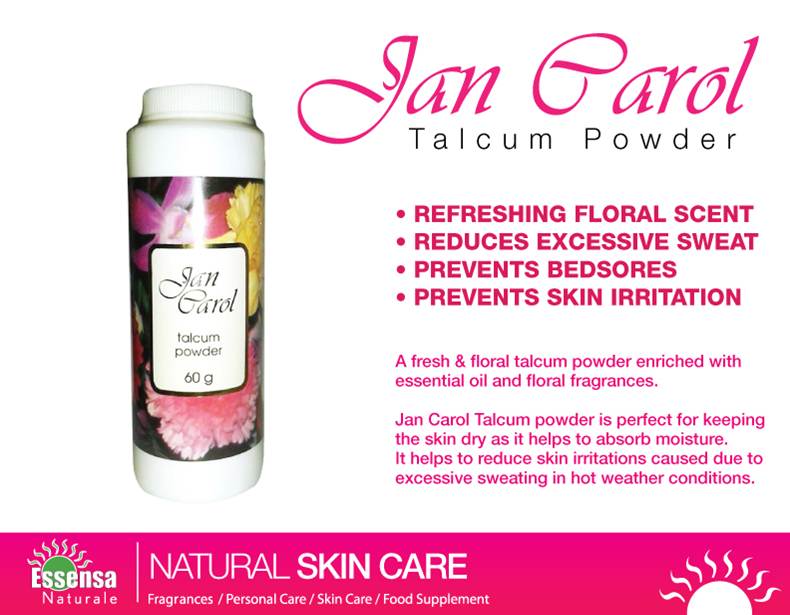 Jan Carol
Talcum Powder
• REFRESHING FLORAL SCENT
• REDUCES EXCESSIVE SWEAT
• PREVENTS BEDSORES
• PREVENTS SKIN IRRITATION
A fresh & floral talcum powder enriched with
essential oil and floral fragrances.
Jan Carol Talcum powder is perfect for keeping
the skin dry as it helps to absorb moisture.
It helps to reduce skin irritations caused due to
excessive sweating in hot weather conditions.
Jan
Carol
talcum
powder
60 g
Essensa
Naturale
NATURAL SKIN CARE
Fragrances / Personal Care / Skin Care / Food Supplement